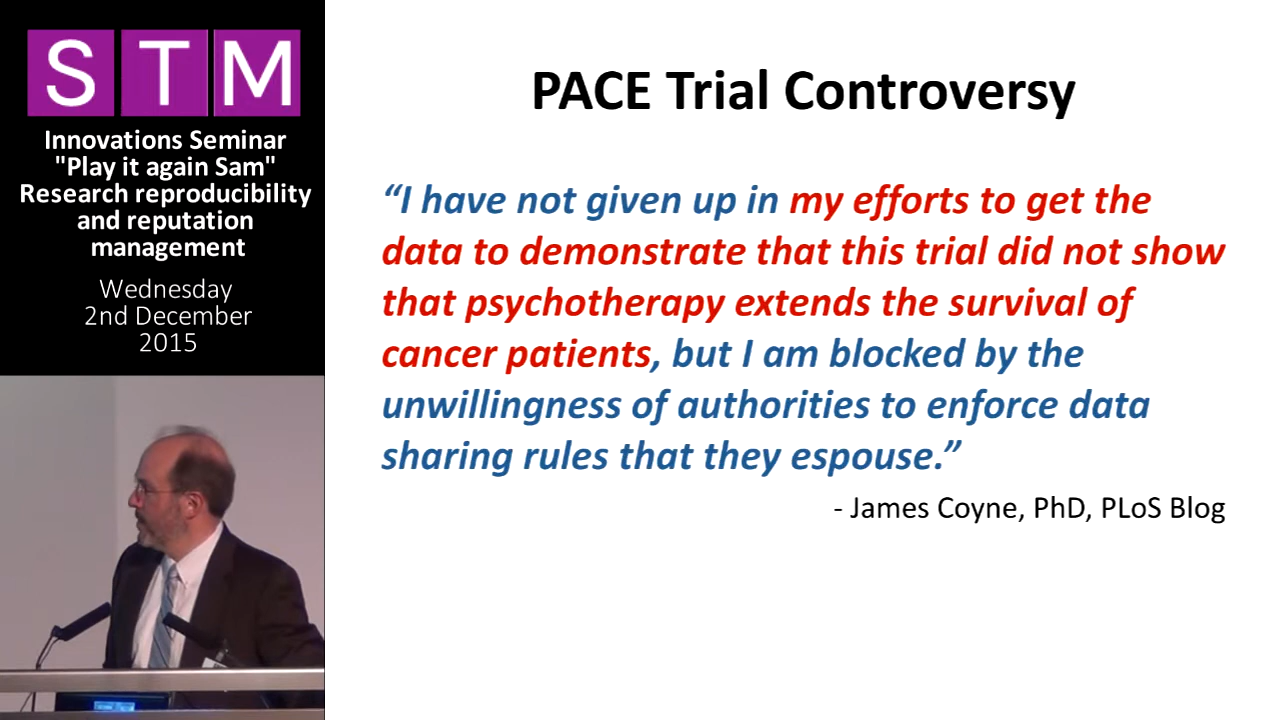 STM
Innovations Seminar
"Play it again Sam"
Research reproducibility
and reputation
management
Wednesday
2nd December
2015
PACE Trial Controversy
“I have not given up in my efforts to get the
data to demonstrate that this trial did not show
that psychotherapy extends the survival of
cancer patients, but I am blocked by the
unwillingness of authorities to enforce data
sharing rules that they espouse.”
- James Coyne, PhD, PLoS Blog